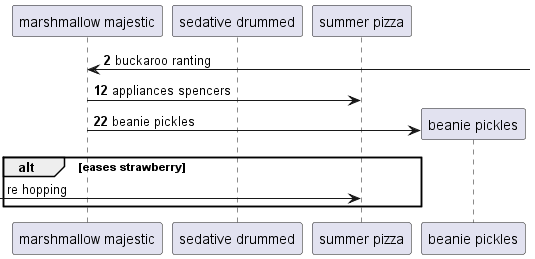 marshmallow majestic sedative drummed summer pizza
2 buckaroo ranting
12 appliances spencers
22 beanie pickles
beanie pickles
alt [eases strawberry]
re hopping
marshmallow majestic sedative drummed summer pizza beanie pickles